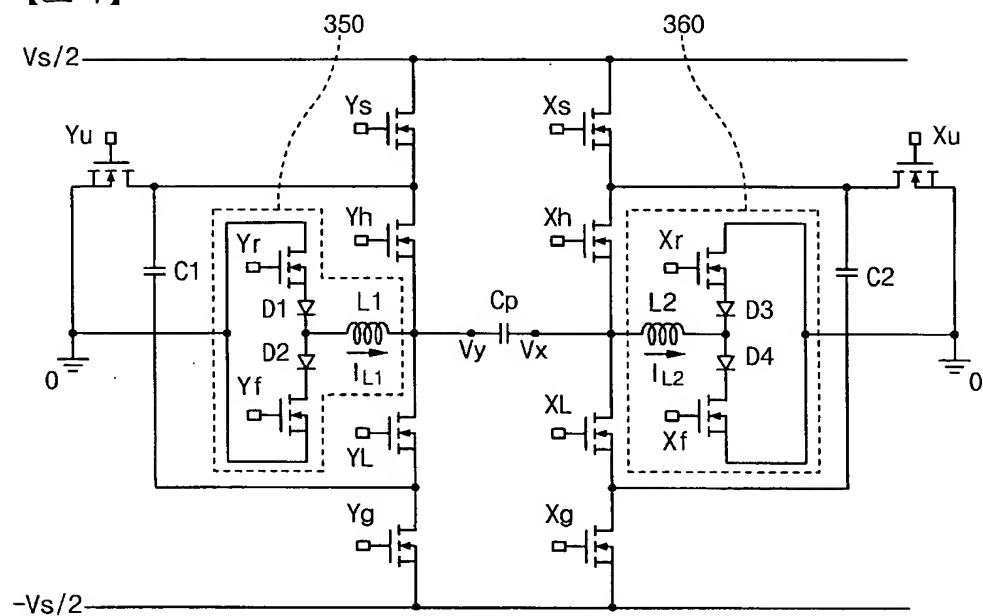 350
360
Vs/2
Ys
Xs
Yu
Xu
Yh
Xh
Yr
Xr
C1
C2
D1
L1
Cp
L2
D3
Vy
Vx
D2
D4
IL1
IL2
0
0
Yf
Xf
YL
XL
Yg
Xg
-Vs/2